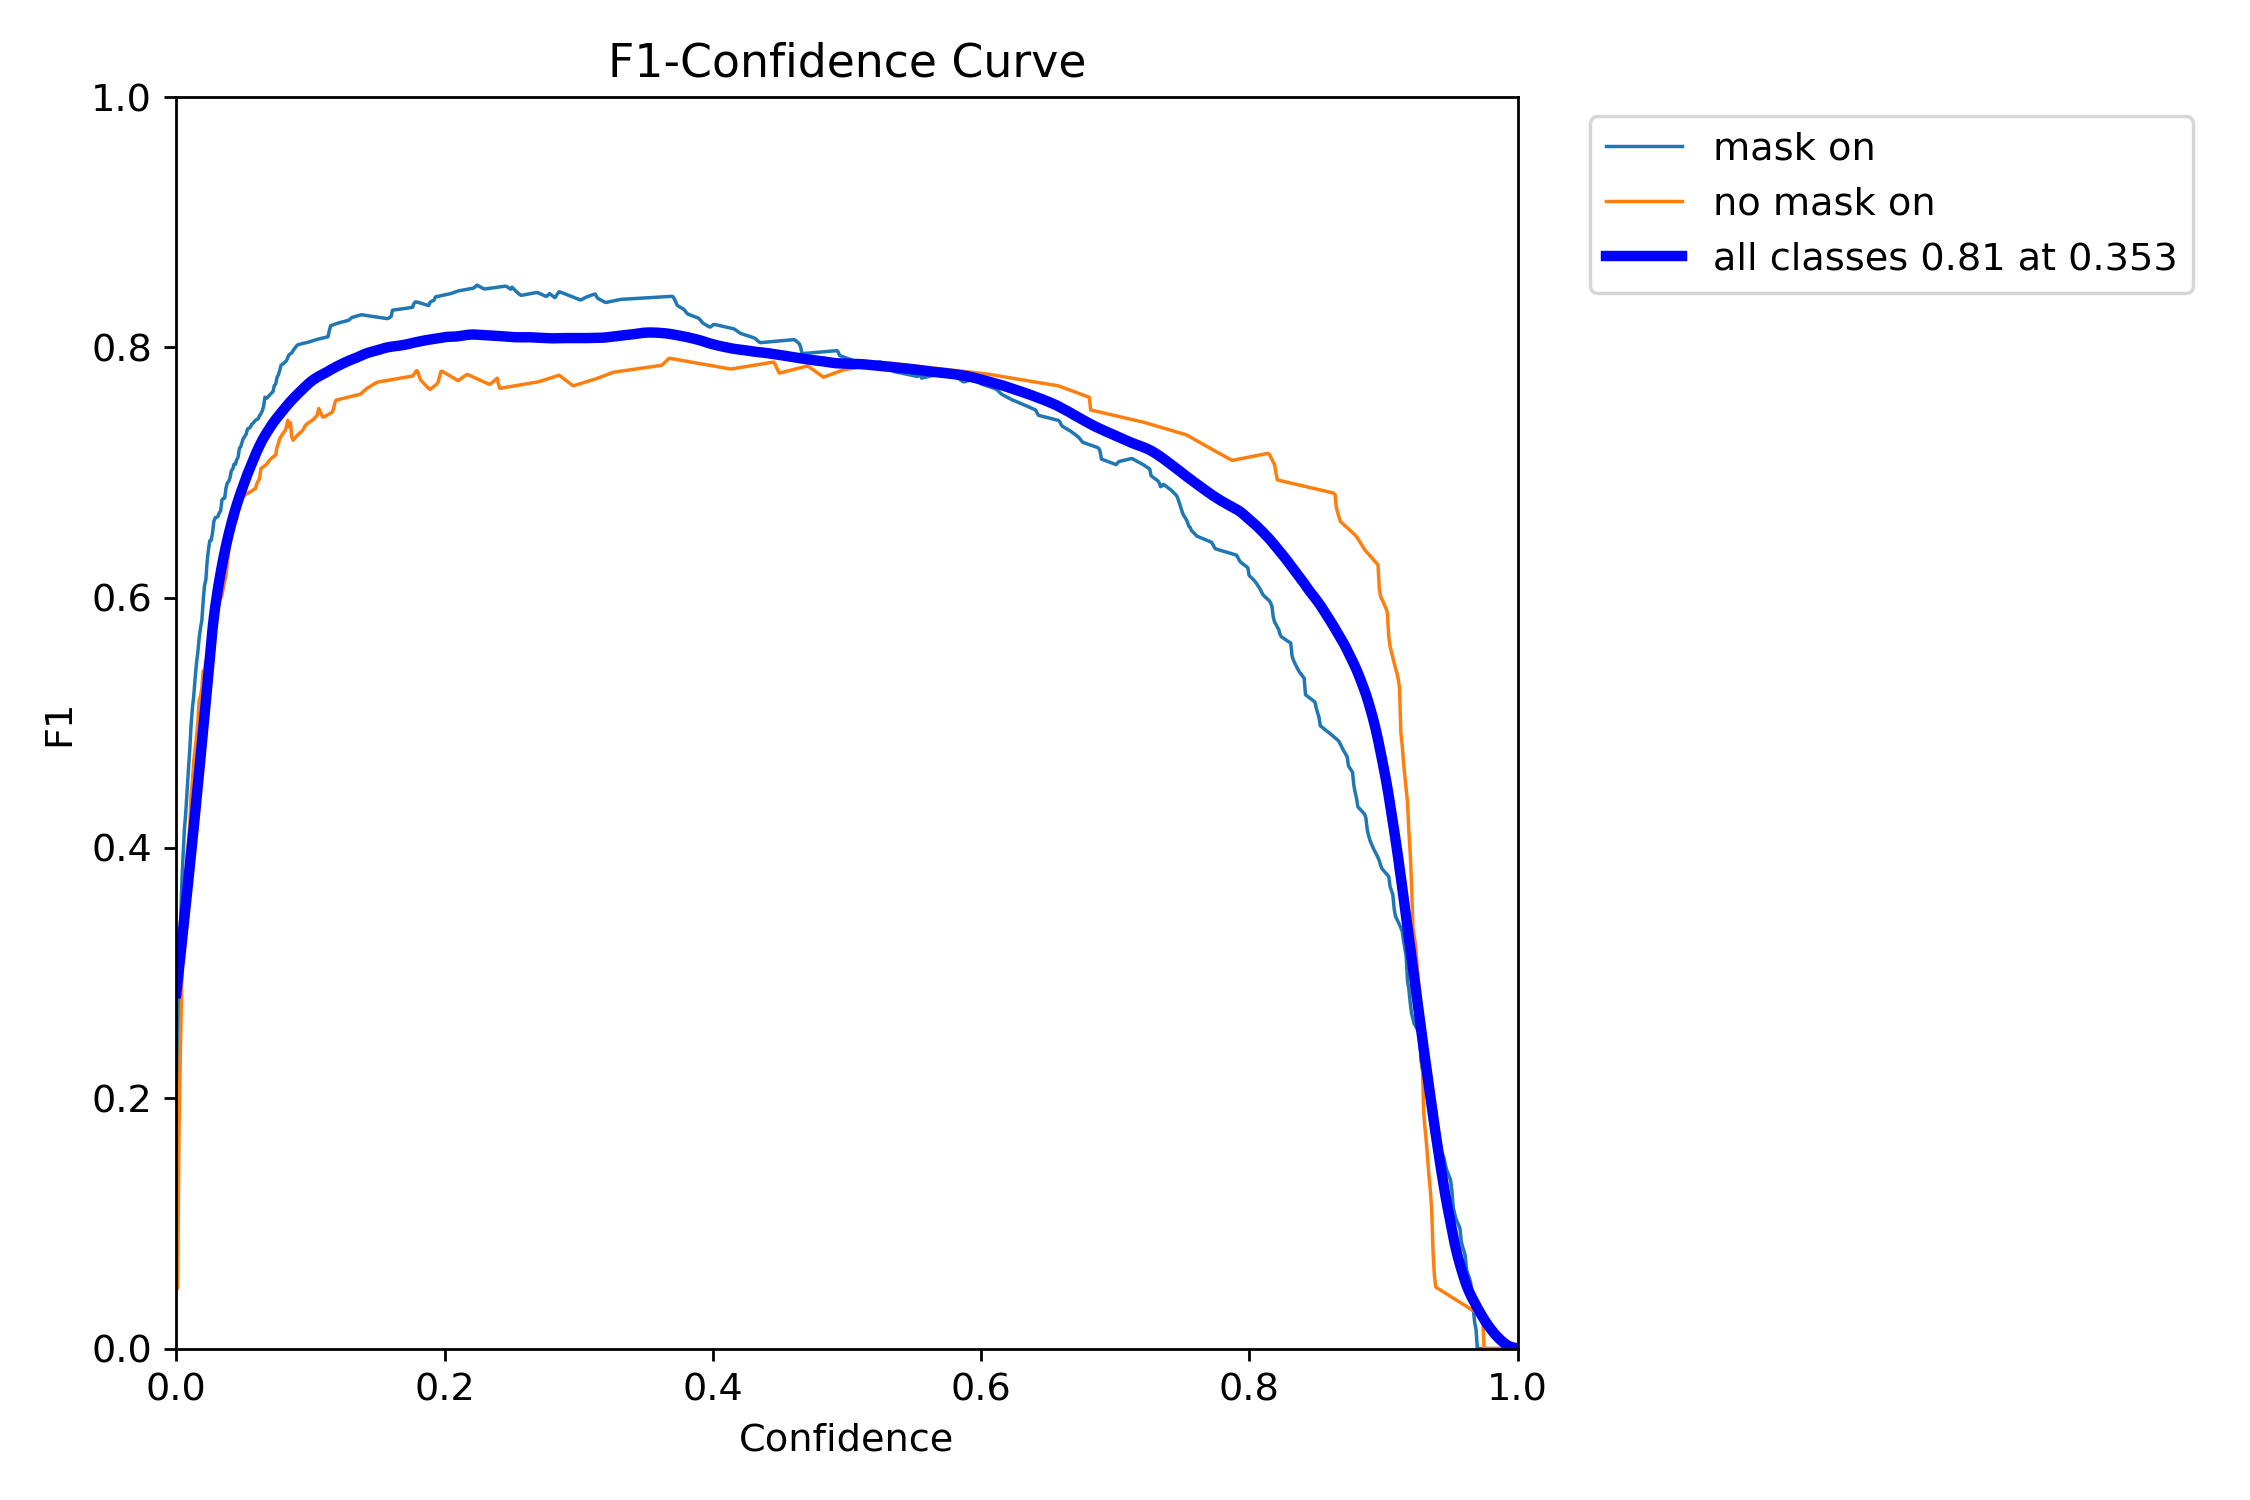 F1-Confidence Curve
1.0
0.8
0.6
0.4
0.2
0.0
F1
0.0 0.2 0.4 0.6 0.8 1.0
Confidence
mask on
no mask on
all classes 0.81 at 0.353